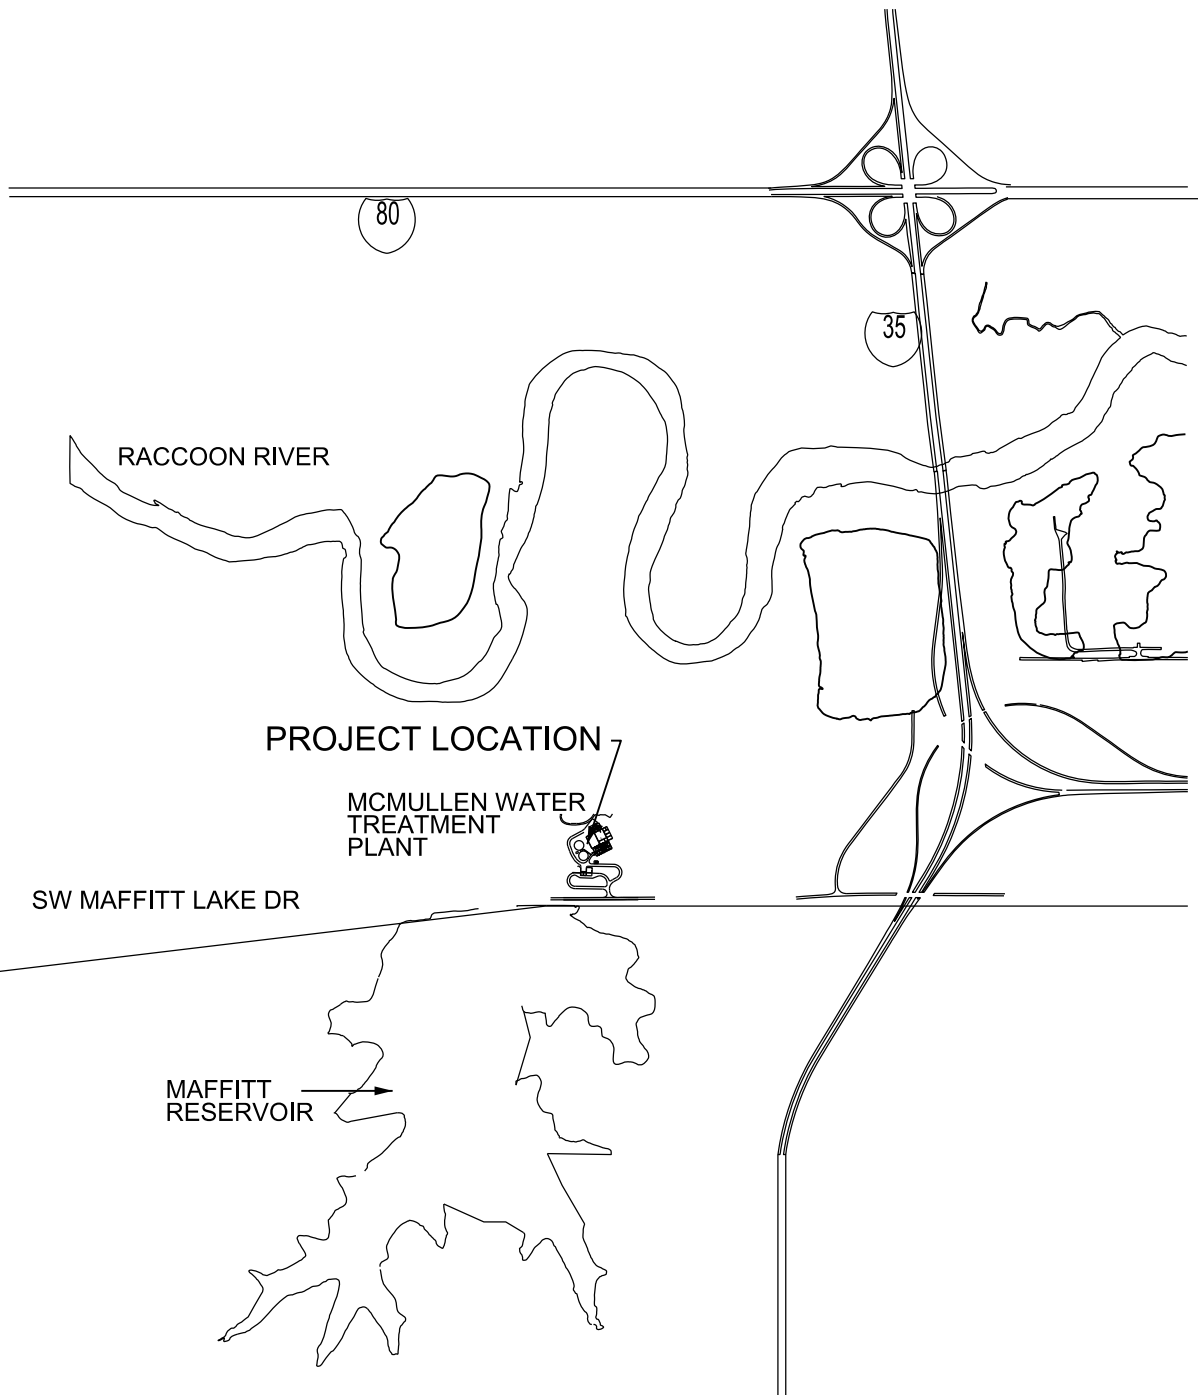 80
35
RACCOON RIVER
PROJECT LOCATION
MCMULLEN WATER
TREATMENT
PLANT
SW MAFFITT LAKE DR
MAFFITT
RESERVOIR